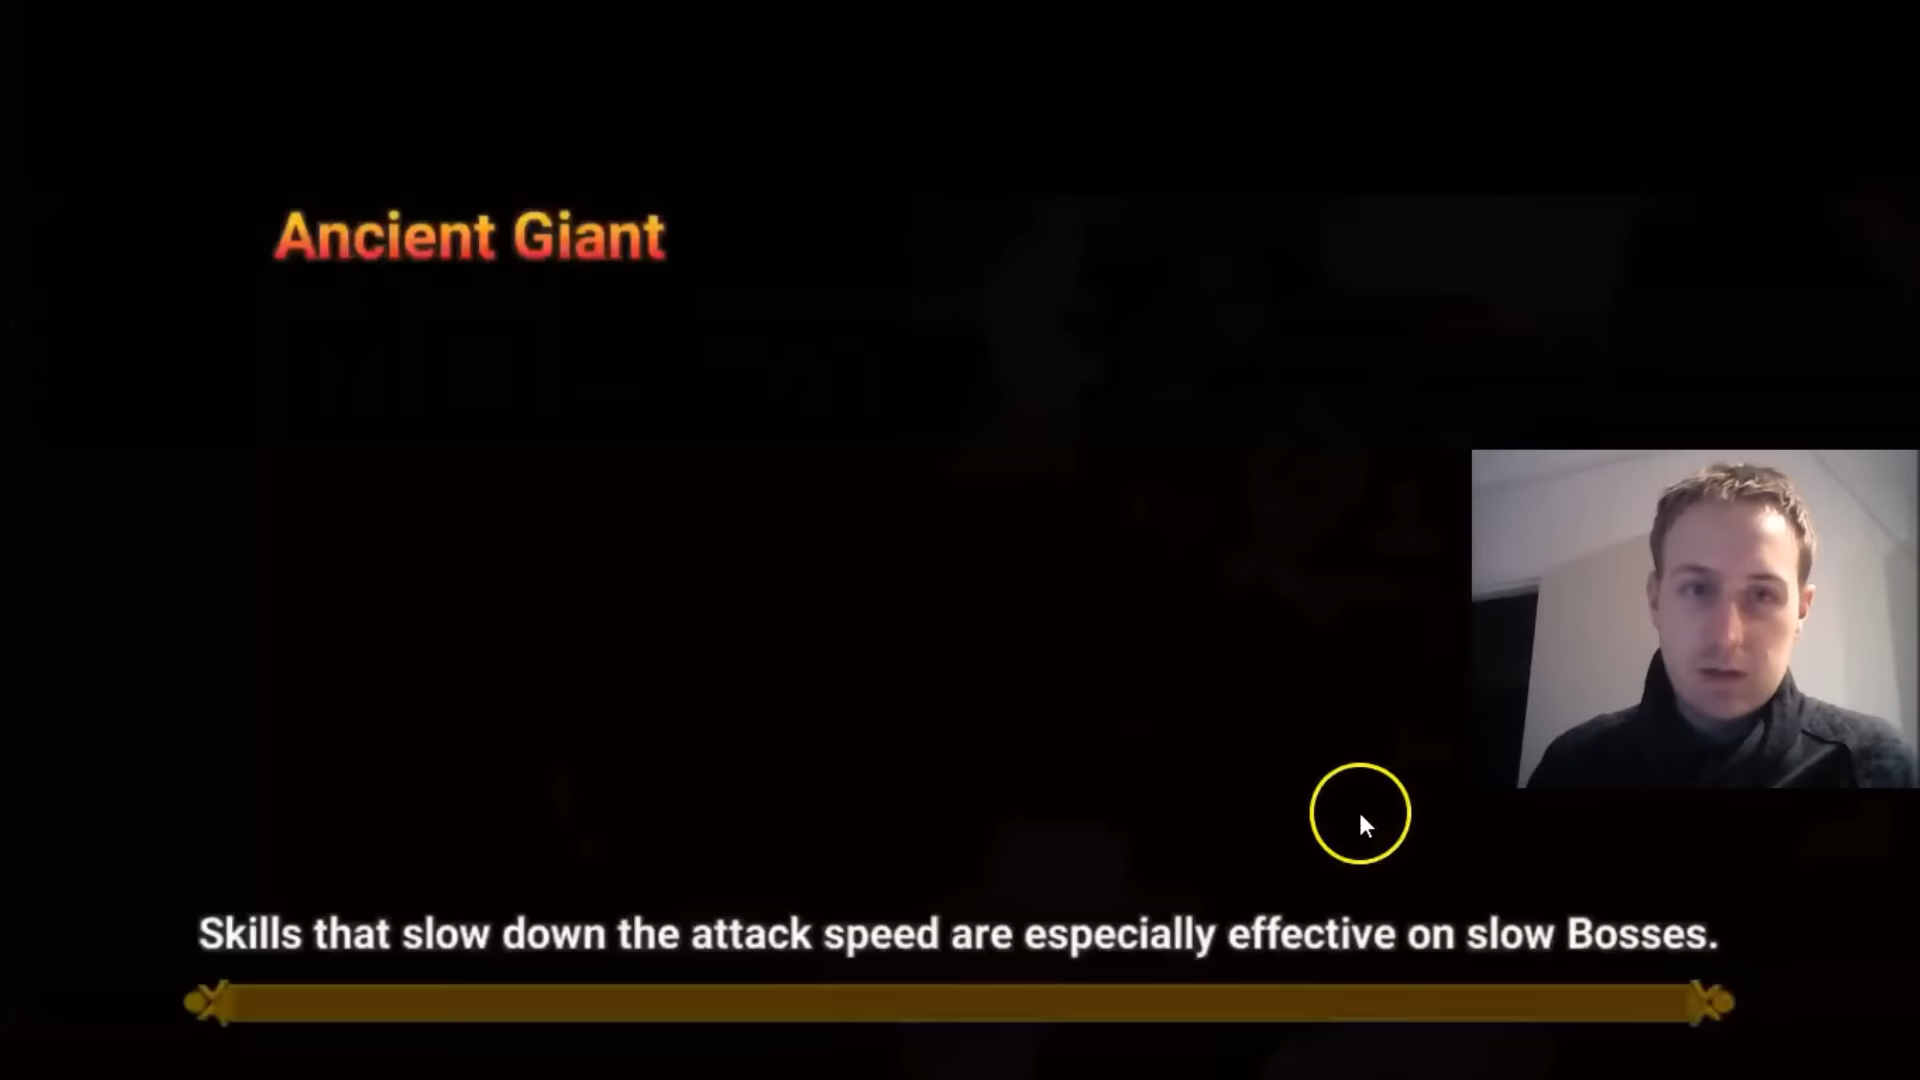 Ancient Giant
Skills that slow down the attack speed are especially effective on slow Bosses.